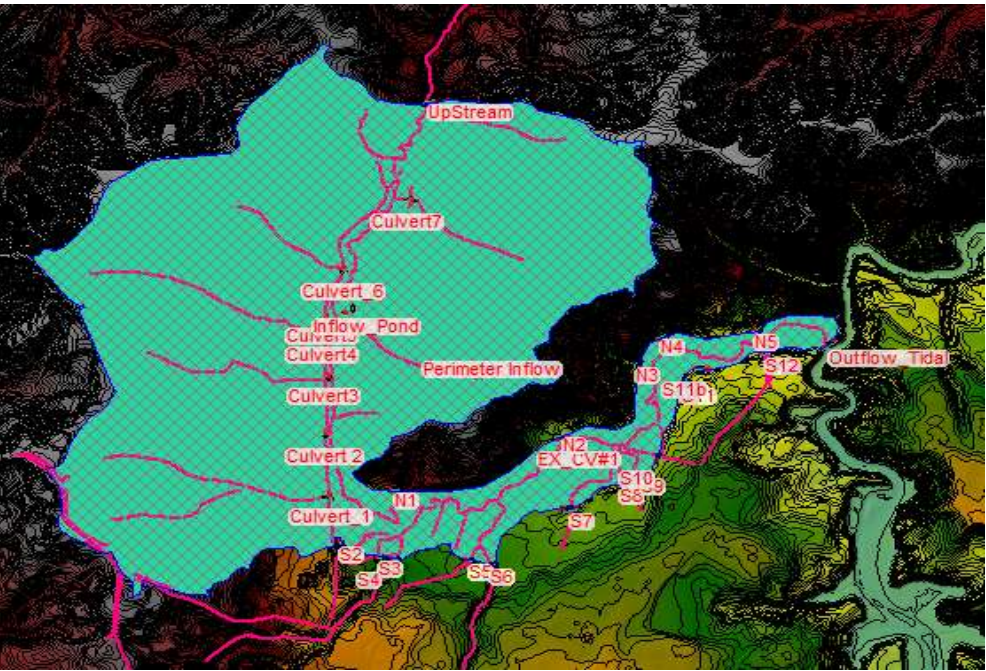 UpStream
Culvert7
Culvert_6
Inflow_Pond
Culvert4
Perimeter Inflow
Culvert3
Culvert 2
Culvert_1
N1
N2
EX_CV#1
N3
N4
N5
S12
Outflow_Tidal
S11b
S10
S8
S7
S2
S3
S4
S5
S6